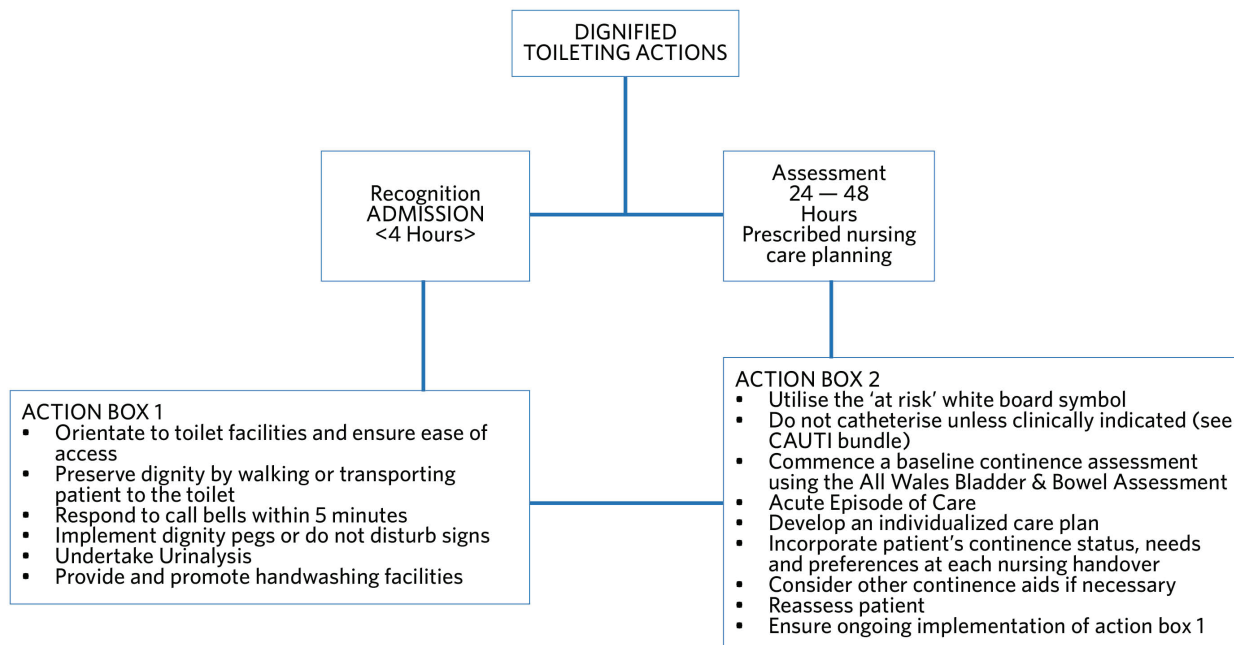 DIGNIFIED
TOILETING ACTIONS
Recognition
ADMISSION
<4 Hours>
Assessment
24 — 48
Hours
Prescribed nursing
care planning
ACTION BOX 1
▪ Orientate to toilet facilities and ensure ease of
access
▪ Preserve dignity by walking or transporting
patient to the toilet
▪ Respond to call bells within 5 minutes
▪ Implement dignity pegs or do not disturb signs
▪ Undertake Urinalysis
▪ Provide and promote handwashing facilities
ACTION BOX 2
▪ Utilise the ‘at risk’ white board symbol
▪ Do not catheterise unless clinically indicated (see
CAUTI bundle)
▪ Commence a baseline continence assessment
using the All Wales Bladder & Bowel Assessment
▪ Acute Episode of Care
▪ Develop an individualized care plan
▪ Incorporate patient’s continence status, needs
and preferences at each nursing handover
▪ Consider other continence aids if necessary
▪ Reassess patient
▪ Ensure ongoing implementation of action box 1